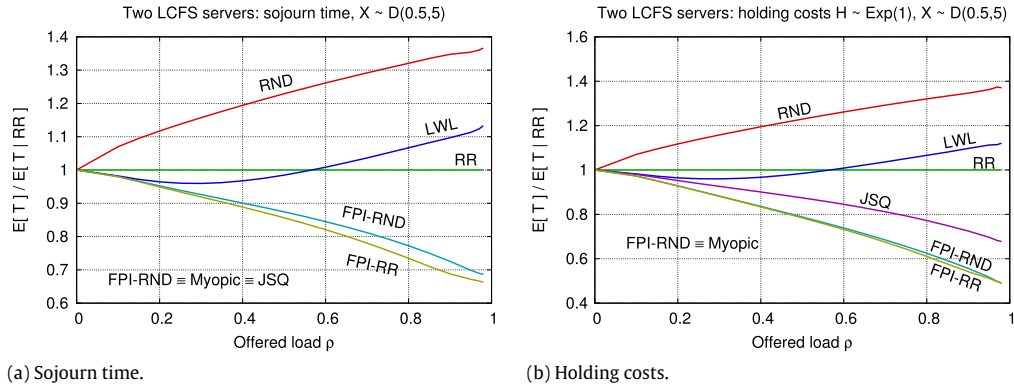 Two LCFS servers: sojourn time, X ~ D(0.5,5)
1.4
1.3
1.2
1.1
1
0.9
0.8
0.7
0.6
E[ T ] / E[ T | RR ]
RND
LWL
RR
FPI-RND
FPI-RR
FPI-RND ≡ Myopic ≡ JSQ
0 0.2 0.4 0.6 0.8 1
Offered load ρ
(a) Sojourn time.
Two LCFS servers: holding costs H ~ Exp(1), X ~ D(0.5,5)
1.6
1.4
1.2
1
0.8
0.6
0.4
E[ T ] / E[ T | RR ]
RND
LWL
RR
JSQ
FPI-RND
FPI-RR
FPI-RND ≡ Myopic
0 0.2 0.4 0.6 0.8 1
Offered load ρ
(b) Holding costs.